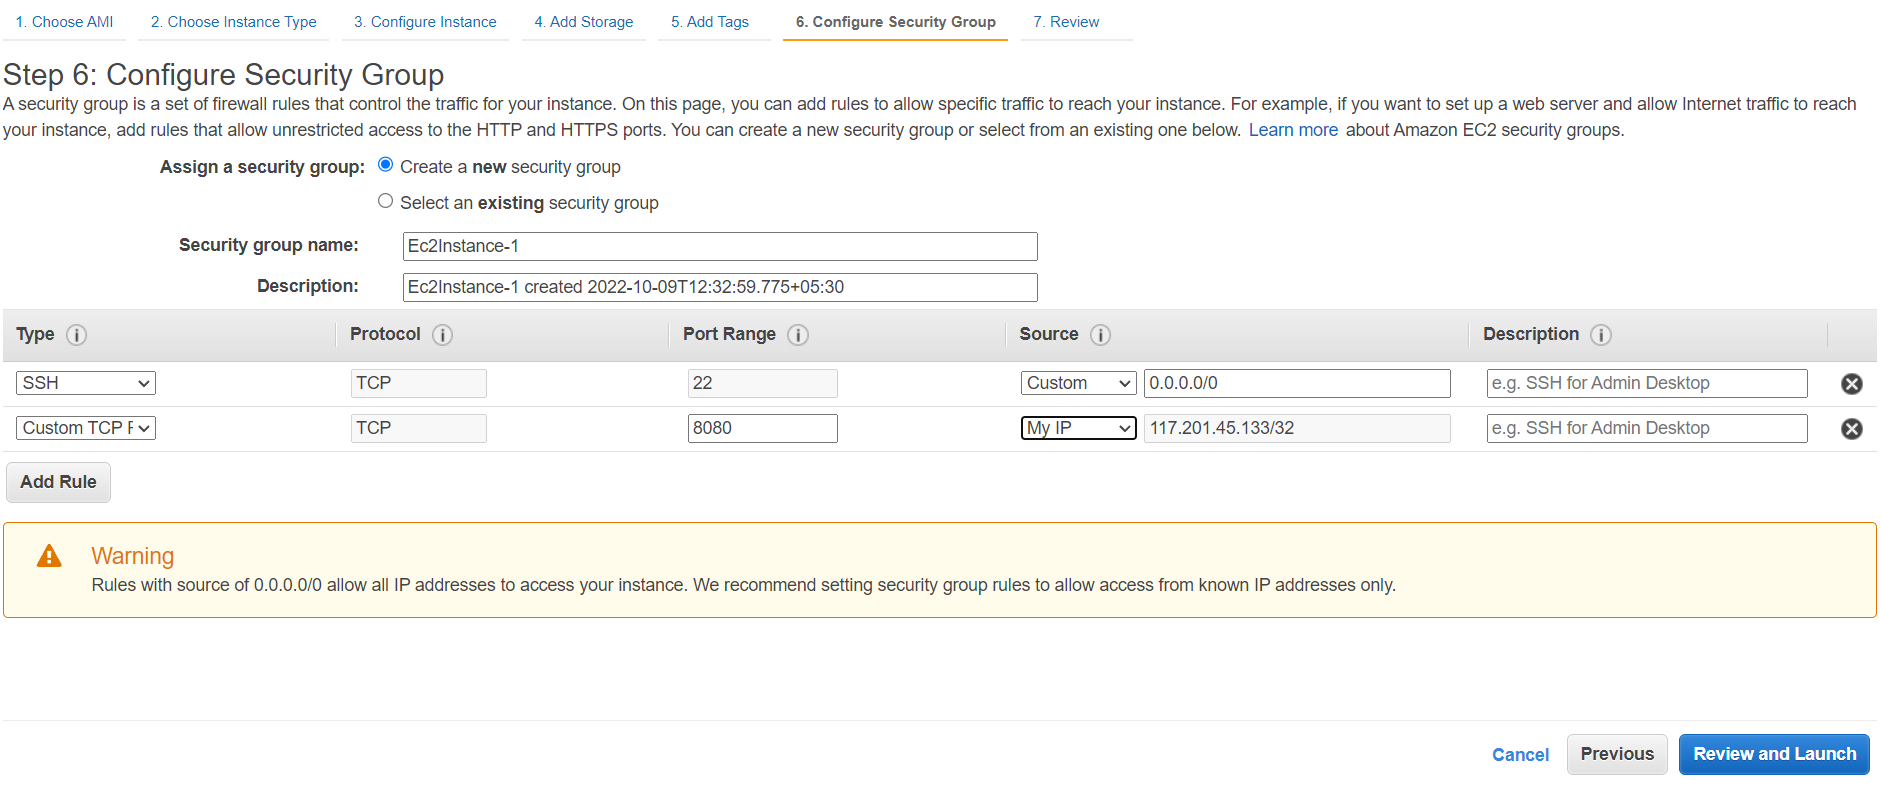 1. Choose AMI 2. Choose Instance Type 3. Configure Instance 4. Add Storage 5. Add Tags 6. Configure Security Group 7. Review
Step 6: Configure Security Group
A security group is a set of firewall rules that control the traffic for your instance. On this page, you can add rules to allow specific traffic to reach your instance. For example, if you want to set up a web server and allow Internet traffic to reach
your instance, add rules that allow unrestricted access to the HTTP and HTTPS ports. You can create a new security group or select from an existing one below. Learn more about Amazon EC2 security groups.
Assign a security group: Create a new security group
Select an existing security group
Security group name: Ec2Instance-1
Description: Ec2Instance-1 created 2022-10-09T12:32:59.775+05:30
Type i Protocol i Port Range i Source i Description i
SSH TCP 22 Custom 0.0.0.0/0 e.g. SSH for Admin Desktop
Custom TCP F TCP 8080 My IP 117.201.45.133/32 e.g. SSH for Admin Desktop
Add Rule
Warning
Rules with source of 0.0.0.0/0 allow all IP addresses to access your instance. We recommend setting security group rules to allow access from known IP addresses only.
Cancel Previous Review and Launch